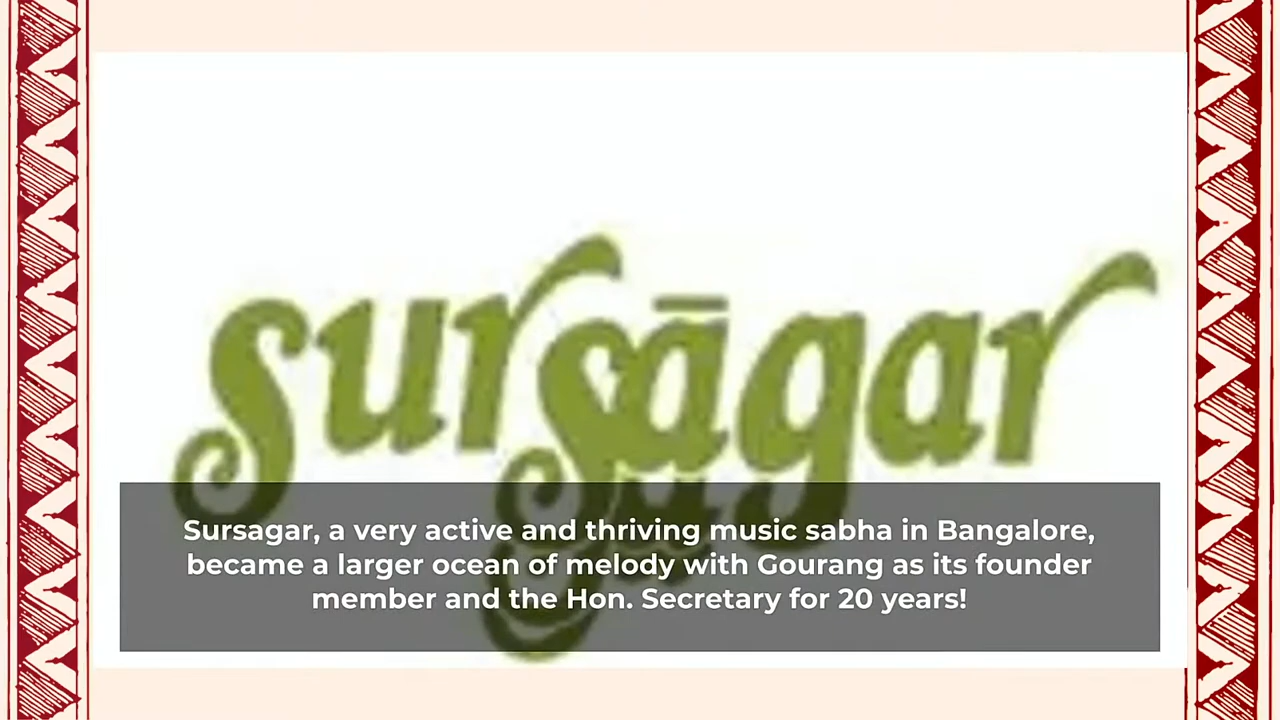 sursāgar
Sursagar, a very active and thriving music sabha in Bangalore,
became a larger ocean of melody with Gourang as its founder
member and the Hon. Secretary for 20 years!